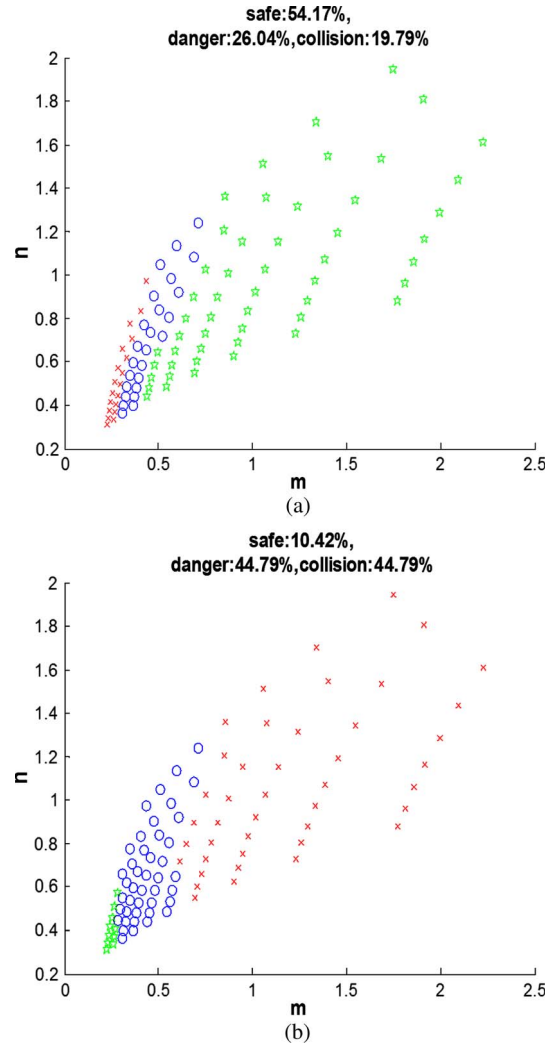 safe:54.17%,
danger:26.04%,collision:19.79%
2
1.8
1.6
1.4
1.2
1
0.8
0.6
0.4
0.2
n
0 0.5 1 1.5 2 2.5
m
(a)
safe:10.42%,
danger:44.79%,collision:44.79%
2
1.8
1.6
1.4
1.2
1
0.8
0.6
0.4
0.2
n
0 0.5 1 1.5 2 2.5
m
(b)